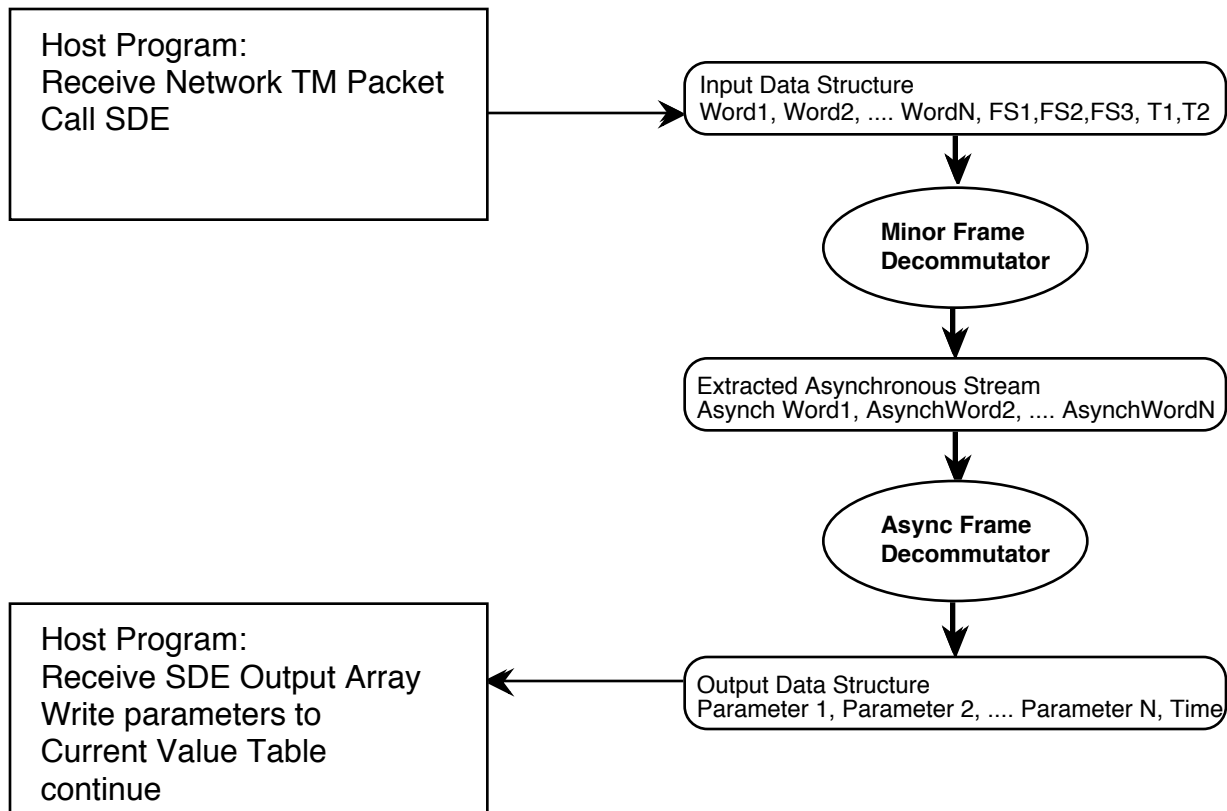 Host Program:
Receive Network TM Packet
Call SDE
Input Data Structure
Word1, Word2, .... WordN, FS1,FS2,FS3, T1,T2
Minor Frame
Decommutator
Extracted Asynchronous Stream
Asynch Word1, AsynchWord2, .... AsynchWordN
Async Frame
Decommutator
Output Data Structure
Parameter 1, Parameter 2, .... Parameter N, Time
Host Program:
Receive SDE Output Array
Write parameters to
Current Value Table
continue